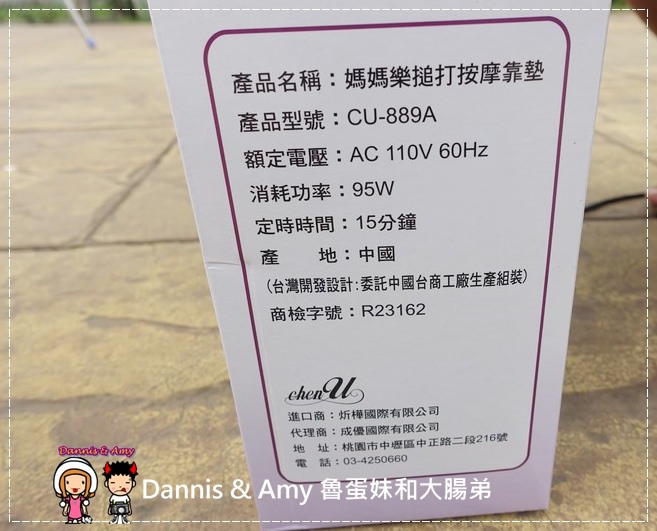 產品名稱：媽媽樂搥打按摩靠墊
產品型號：CU-889A
額定電壓：AC 110V 60Hz
消耗功率：95W
定時時間：15分鐘
產　　地：中國
(台灣開發設計:委託中國台商工廠生產組裝)
商檢字號：R23162
chenU
進口商：炘樺國際有限公司
代理商：成優國際有限公司
地　址：桃園市中壢區中正路二段216號
電　話：03-4250660
Dannis & Amy
Dannis & Amy 魯蛋妹和大腸弟